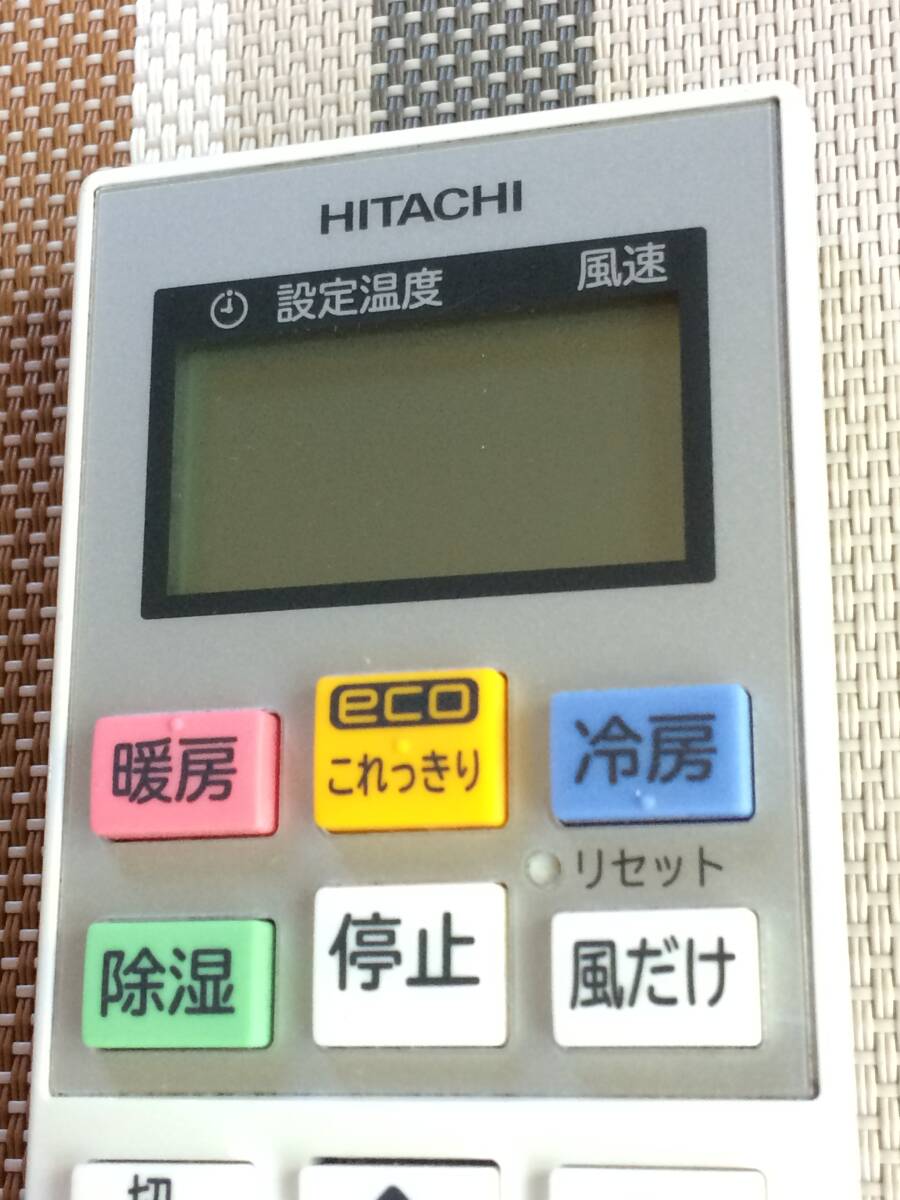 HITACHI
設定温度 風速
暖房
eco
これっきり
冷房
リセット
除湿
停止
風だけ
切